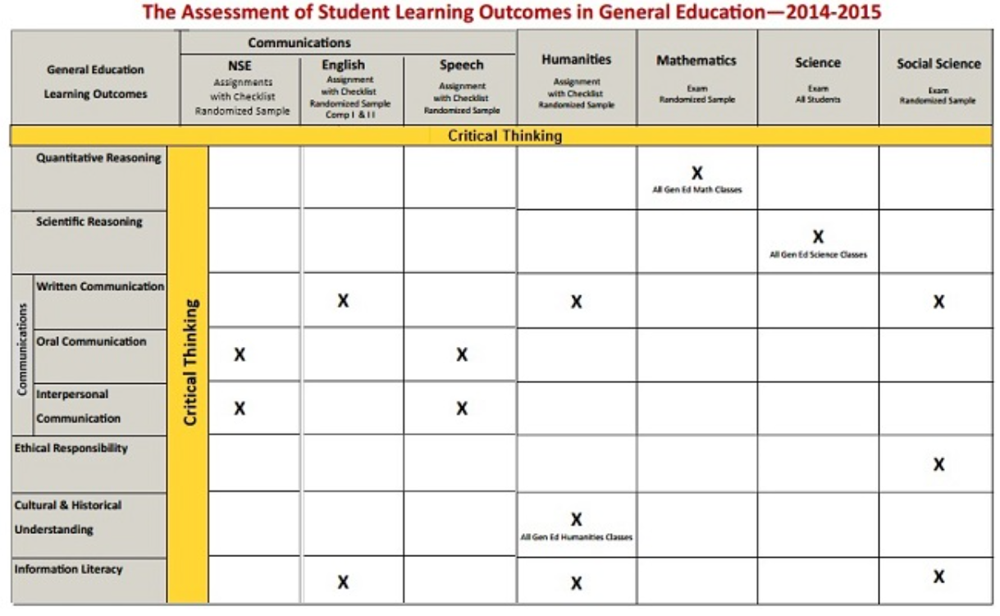 The Assessment of Student Learning Outcomes in General Education—2014-2015
General Education
Learning Outcomes
Communications
NSE
Assignments
with Checklist
Randomized Sample
English
Assignment
with Checklist
Randomized Sample
Comp I & II
Speech
Assignment
with Checklist
Randomized Sample
Humanities
Assignment
with Checklist
Randomized Sample
Mathematics
Exam
Randomized Sample
Science
Exam
All Students
Social Science
Exam
Randomized Sample
Critical Thinking
Critical Thinking
Quantitative Reasoning
X
All Gen Ed Math Classes
Scientific Reasoning
X
All Gen Ed Science Classes
Communications
Written Communication
X X X
Oral Communication
X X
Interpersonal
Communication
X X
Ethical Responsibility
X
Cultural & Historical
Understanding
X
All Gen Ed Humanities Classes
Information Literacy
X X X